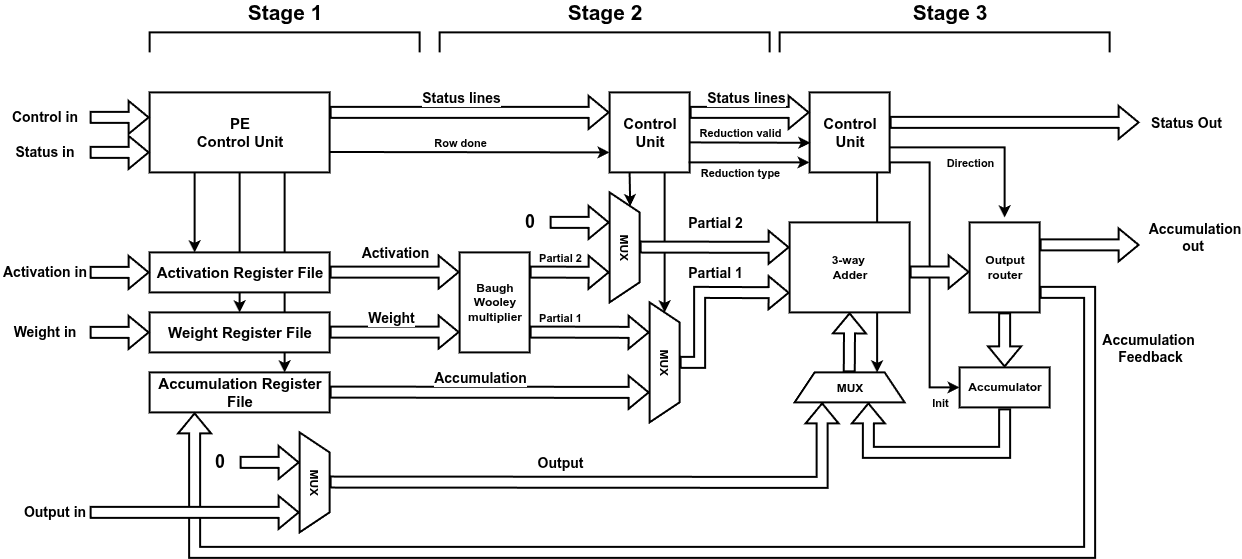 Stage 1
Stage 2
Stage 3
Control in
Status in
PE
Control Unit
Status lines
Row done
Control
Unit
Status lines
Reduction valid
Reduction type
Control
Unit
Status Out
Direction
0
MUX
Partial 2
Accumulation
out
Activation in
Activation Register File
Activation
Baugh
Wooley
multiplier
Partial 2
Partial 1
3-way
Adder
Output
router
Weight in
Weight Register File
Weight
Partial 1
MUX
Accumulation
Feedback
Accumulation Register
File
Accumulation
MUX
Init
Accumulator
0
MUX
Output
Output in